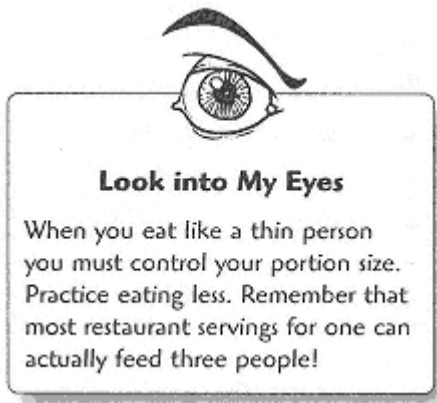 Look into My Eyes
When you eat like a thin person
you must control your portion size.
Practice eating less. Remember that
most restaurant servings for one can
actually feed three people!